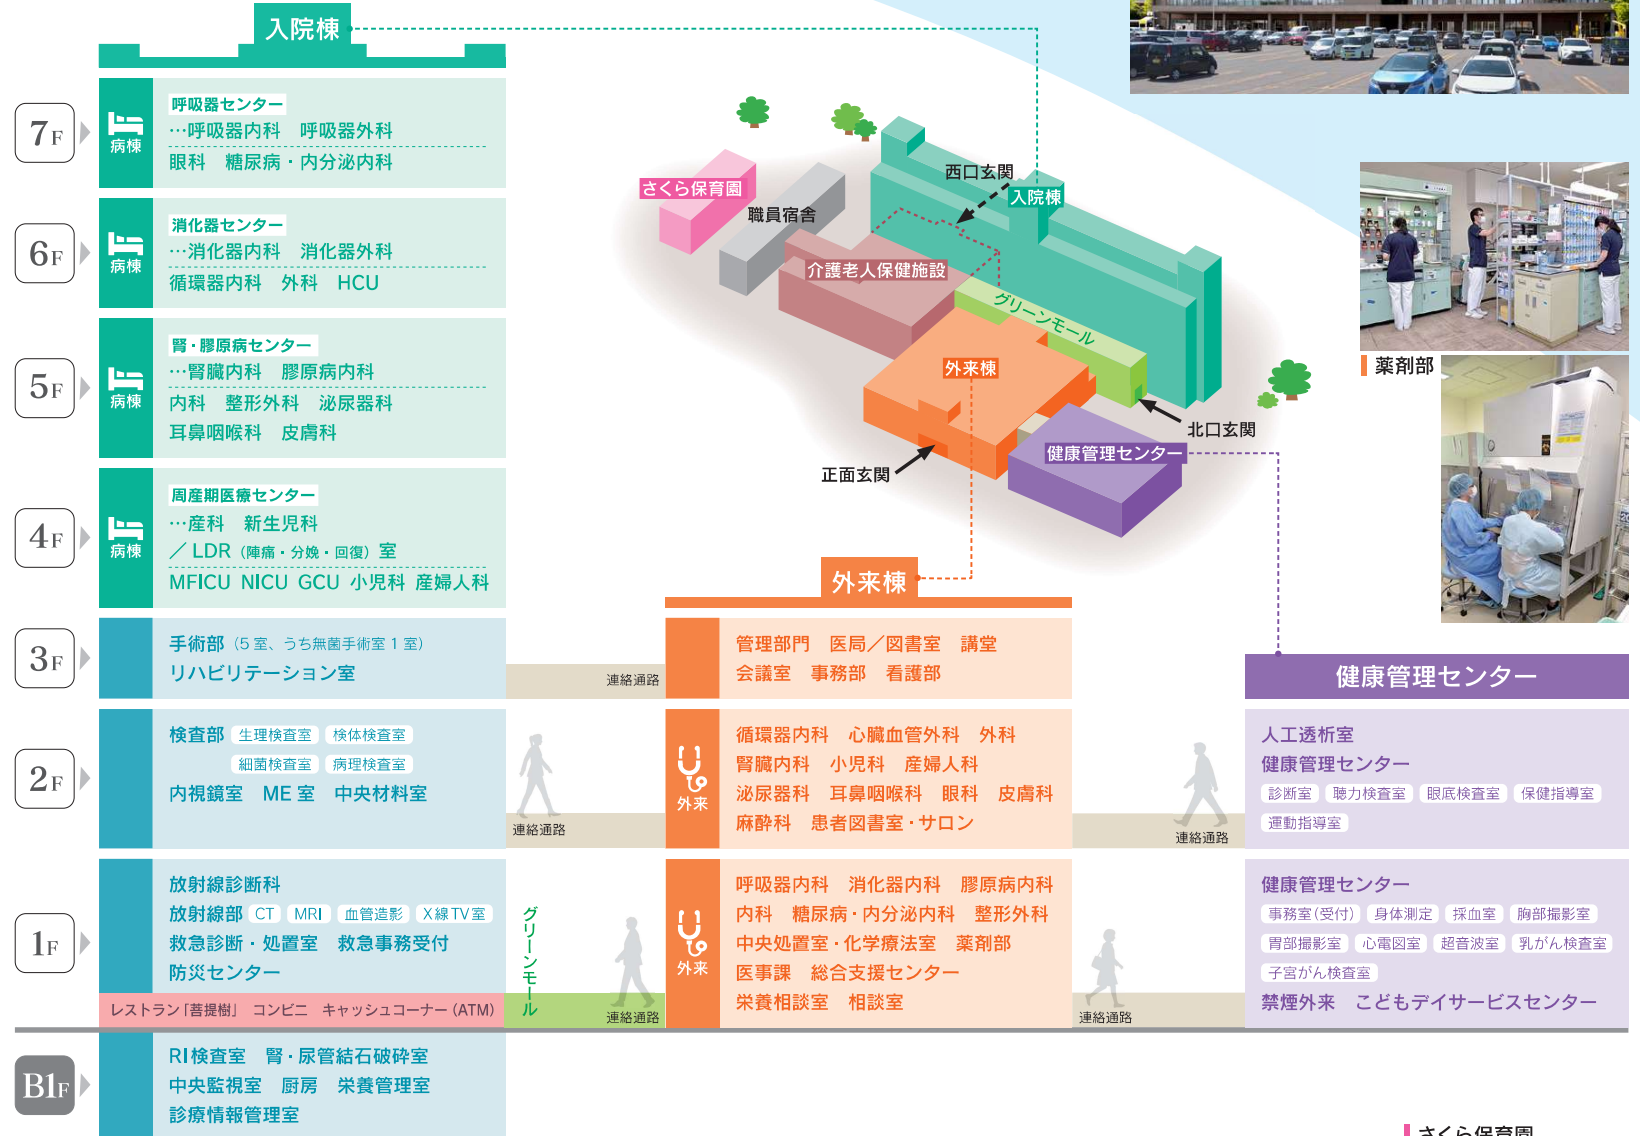 入院棟
7F
病棟
呼吸器センター
…呼吸器内科 呼吸器外科
眼科 糖尿病・内分泌内科
6F
病棟
消化器センター
…消化器内科 消化器外科
循環器内科 外科 HCU
5F
病棟
腎・膠原病センター
…腎臓内科 膠原病内科
内科 整形外科 泌尿器科
耳鼻咽喉科 皮膚科
4F
病棟
周産期医療センター
…産科 新生児科
／LDR（陣痛・分娩・回復）室
MFICU NICU GCU 小児科 産婦人科
3F
手術部（5室、うち無菌手術室1室）
リハビリテーション室
連絡通路
2F
検査部 生理検査室 検体検査室
細菌検査室 病理検査室
内視鏡室 ME室 中央材料室
連絡通路
1F
放射線診断科
放射線部 CT MRI 血管造影 X線TV室
救急診断・処置室 救急事務受付
防災センター
レストラン「菩提樹」 コンビニ キャッシュコーナー(ATM)
グリーンモール
連絡通路
B1F
RI検査室 腎・尿管結石破砕室
中央監視室 厨房 栄養管理室
診療情報管理室
さくら保育園
職員宿舎
西口玄関
入院棟
介護老人保健施設
グリーンモール
外来棟
北口玄関
健康管理センター
正面玄関
外来棟
管理部門 医局／図書室 講堂
会議室 事務部 看護部
外来
循環器内科 心臓血管外科 外科
腎臓内科 小児科 産婦人科
泌尿器科 耳鼻咽喉科 眼科 皮膚科
麻酔科 患者図書室・サロン
連絡通路
外来
呼吸器内科 消化器内科 膠原病内科
内科 糖尿病・内分泌内科 整形外科
中央処置室・化学療法室 薬剤部
医事課 総合支援センター
栄養相談室 相談室
連絡通路
健康管理センター
人工透析室
健康管理センター
診断室 聴力検査室 眼底検査室 保健指導室
運動指導室
健康管理センター
事務室(受付) 身体測定 採血室 胸部撮影室
胃部撮影室 心電図室 超音波室 乳がん検査室
子宮がん検査室
禁煙外来 こどもデイサービスセンター
薬剤部
さくら保育園